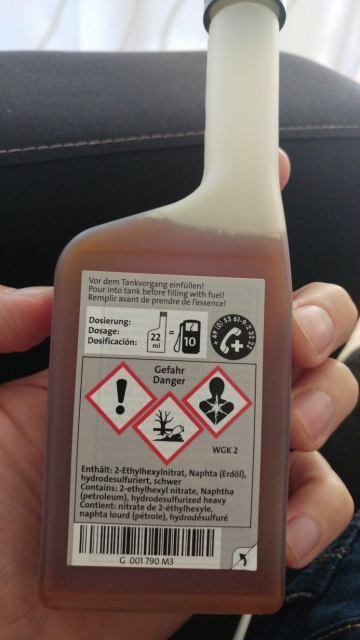 Vor dem Tankvorgang einfüllen!
Pour into tank before filling with fuel!
Remplir avant de prendre de l'essence!
Dosierung:
Dosage:
Dosificación:
22
ml
=
10
Gefahr
Danger
WGK 2
Enthält: 2-Ethylhexylnitrat, Naphta (Erdöl),
hydrodesulfuriert, schwer
Contains: 2-ethylhexyl nitrate, Naphtha
(petroleum), hydrodesulfurized heavy
Contient: nitrate de 2-éthylhexyle,
naphta lourd (pétrole), hydrodésulfuré
G 001 790 M3